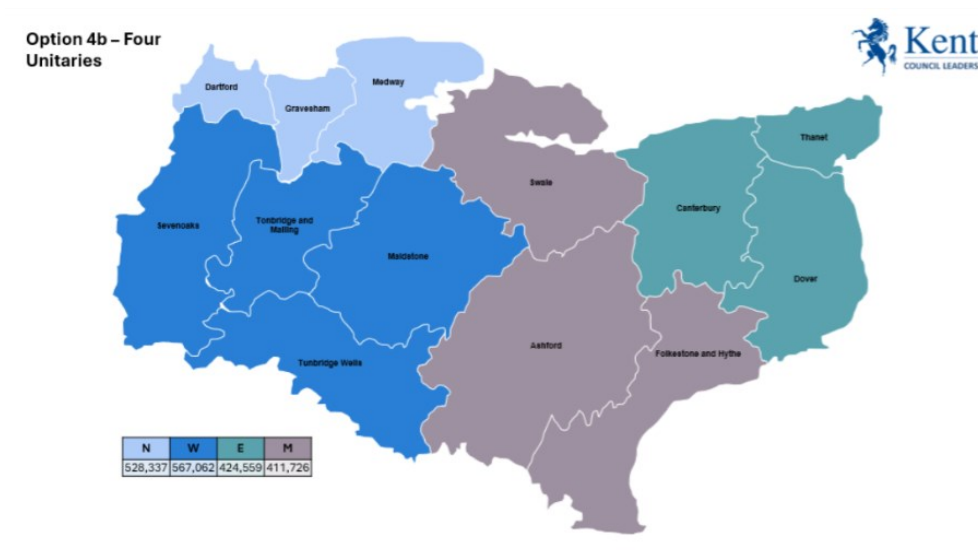 Option 4b – Four
Unitaries
Kent
COUNCIL LEADERS
Dartford
Gravesham
Medway
Swale
Thanet
Canterbury
Dover
Sevenoaks
Tonbridge and
Malling
Maidstone
Ashford
Folkestone and Hythe
Tunbridge Wells
N W E M
528,337 567,062 424,559 411,726